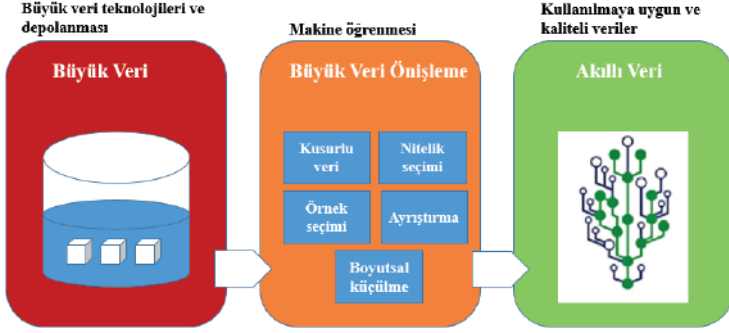 Büyük veri teknolojileri ve
depolanması
Büyük Veri
Makine öğrenmesi
Büyük Veri Önişleme
Kusurlu
veri
Nitelik
seçimi
Örnek
seçimi
Ayrıştırma
Boyutsal
küçülme
Kullanılmaya uygun ve
kaliteli veriler
Akıllı Veri